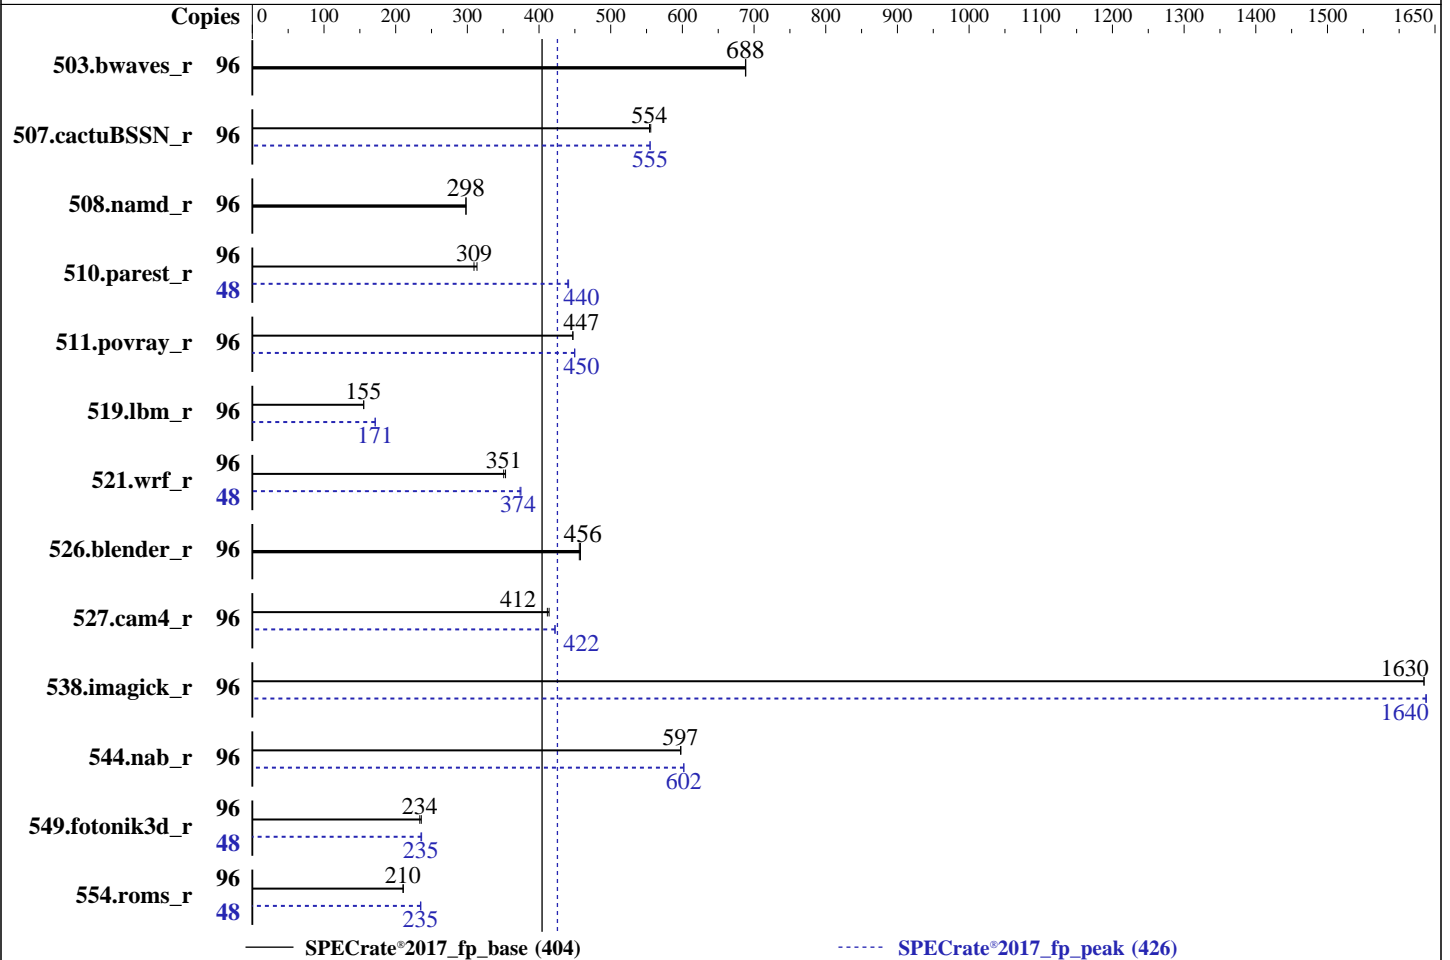 Copies 0 100 200 300 400 500 600 700 800 900 1000 1100 1200 1300 1400 1500 1650
503.bwaves_r 96 688
507.cactuBSSN_r 96 554
555
508.namd_r 96 298
510.parest_r 96 309
48 440
511.povray_r 96 447
450
519.lbm_r 96 155
171
521.wrf_r 96 351
48 374
526.blender_r 96 456
527.cam4_r 96 412
422
538.imagick_r 96 1630
1640
544.nab_r 96 597
602
549.fotonik3d_r 96 234
48 235
554.roms_r 96 210
48 235
SPECrate®2017_fp_base (404) SPECrate®2017_fp_peak (426)